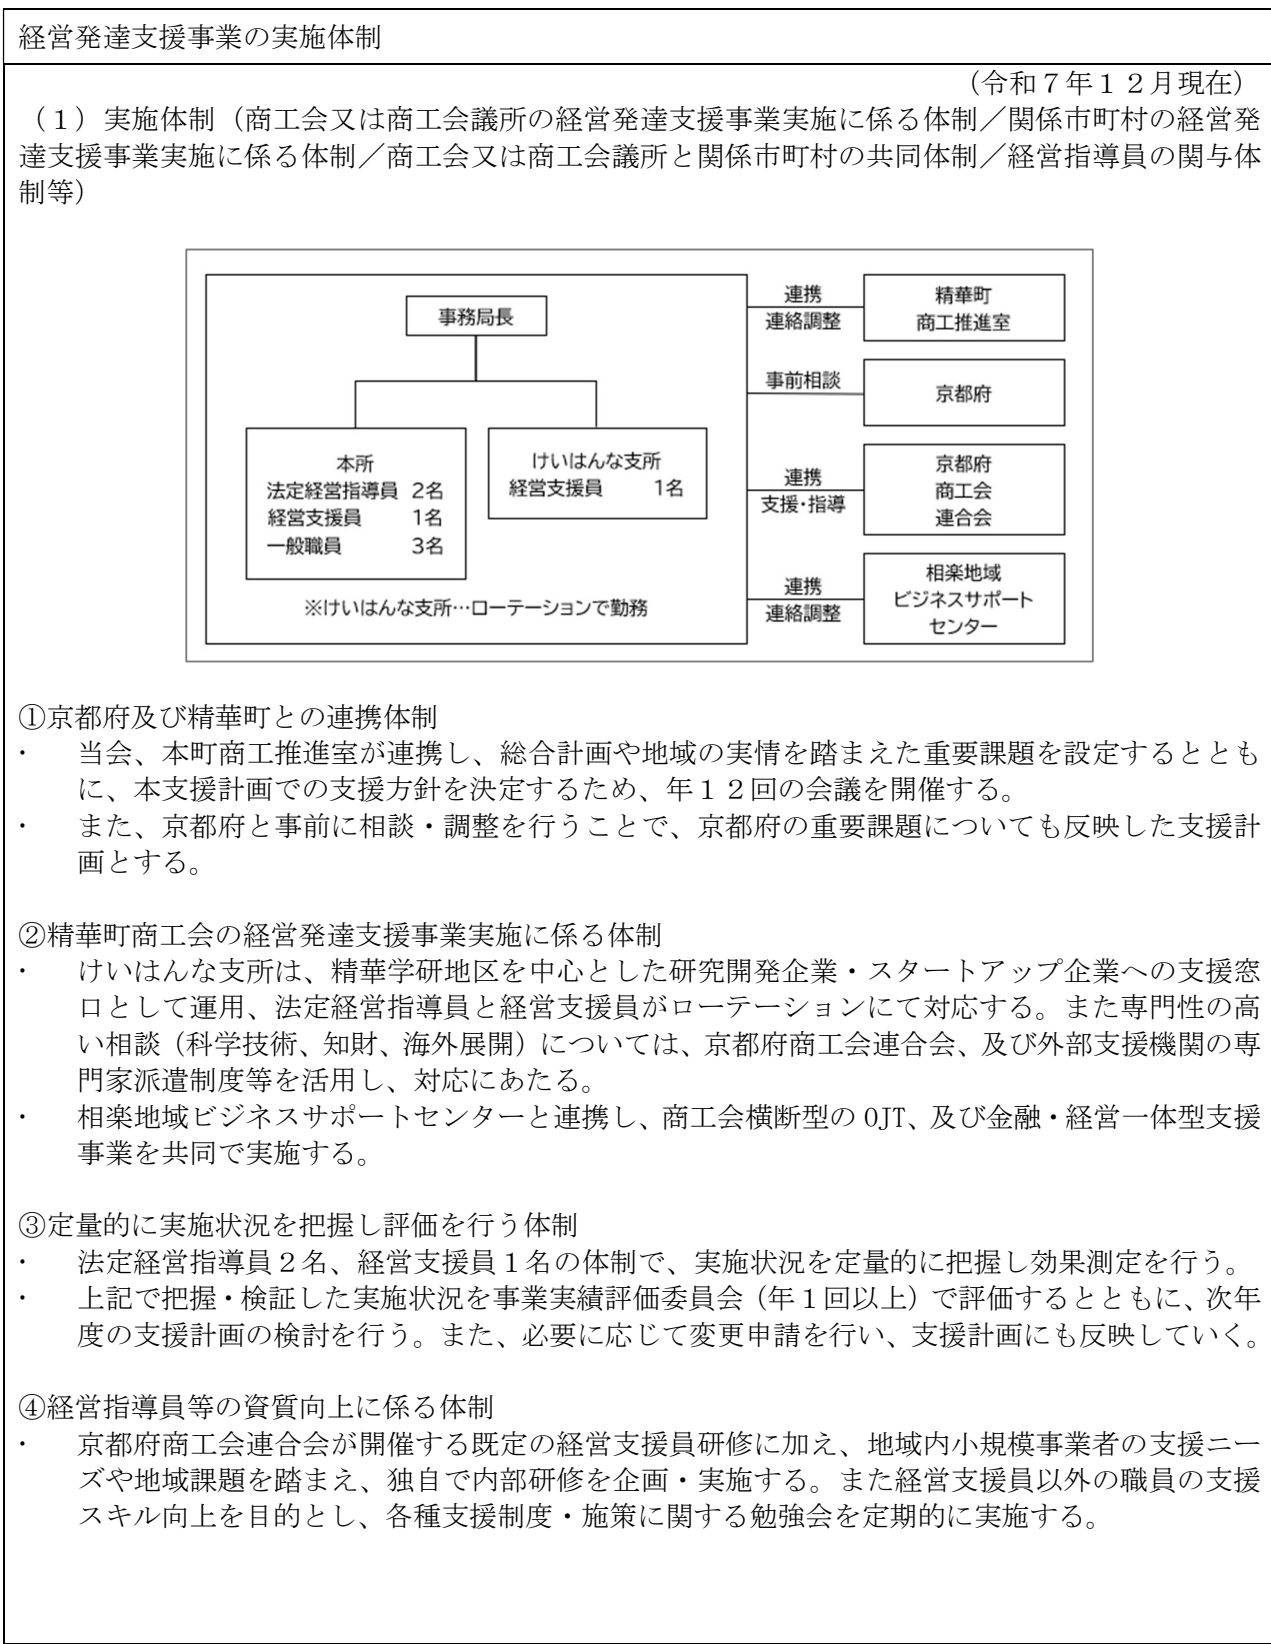 経営発達支援事業の実施体制
（令和７年１２月現在）
（１）実施体制（商工会又は商工会議所の経営発達支援事業実施に係る体制／関係市町村の経営発
達支援事業実施に係る体制／商工会又は商工会議所と関係市町村の共同体制／経営指導員の関与体
制等）
事務局長
本所
法定経営指導員 2名
経営支援員 1名
一般職員 3名
けいはんな支所
経営支援員 1名
※けいはんな支所…ローテーションで勤務
連携
連絡調整
精華町
商工推進室
事前相談
京都府
連携
支援・指導
京都府
商工会
連合会
連携
連絡調整
相楽地域
ビジネスサポート
センター
①京都府及び精華町との連携体制
・ 当会、本町商工推進室が連携し、総合計画や地域の実情を踏まえた重要課題を設定するととも
に、本支援計画での支援方針を決定するため、年１２回の会議を開催する。
・ また、京都府と事前に相談・調整を行うことで、京都府の重要課題についても反映した支援計
画とする。
②精華町商工会の経営発達支援事業実施に係る体制
・ けいはんな支所は、精華学研地区を中心とした研究開発企業・スタートアップ企業への支援窓
口として運用、法定経営指導員と経営支援員がローテーションにて対応する。また専門性の高
い相談（科学技術、知財、海外展開）については、京都府商工会連合会、及び外部支援機関の専
門家派遣制度等を活用し、対応にあたる。
・ 相楽地域ビジネスサポートセンターと連携し、商工会横断型の OJT、及び金融・経営一体型支援
事業を共同で実施する。
③定量的に実施状況を把握し評価を行う体制
・ 法定経営指導員２名、経営支援員１名の体制で、実施状況を定量的に把握し効果測定を行う。
・ 上記で把握・検証した実施状況を事業実績評価委員会（年１回以上）で評価するとともに、次年
度の支援計画の検討を行う。また、必要に応じて変更申請を行い、支援計画にも反映していく。
④経営指導員等の資質向上に係る体制
・ 京都府商工会連合会が開催する既定の経営支援員研修に加え、地域内小規模事業者の支援ニー
ズや地域課題を踏まえ、独自で内部研修を企画・実施する。また経営支援員以外の職員の支援
スキル向上を目的とし、各種支援制度・施策に関する勉強会を定期的に実施する。